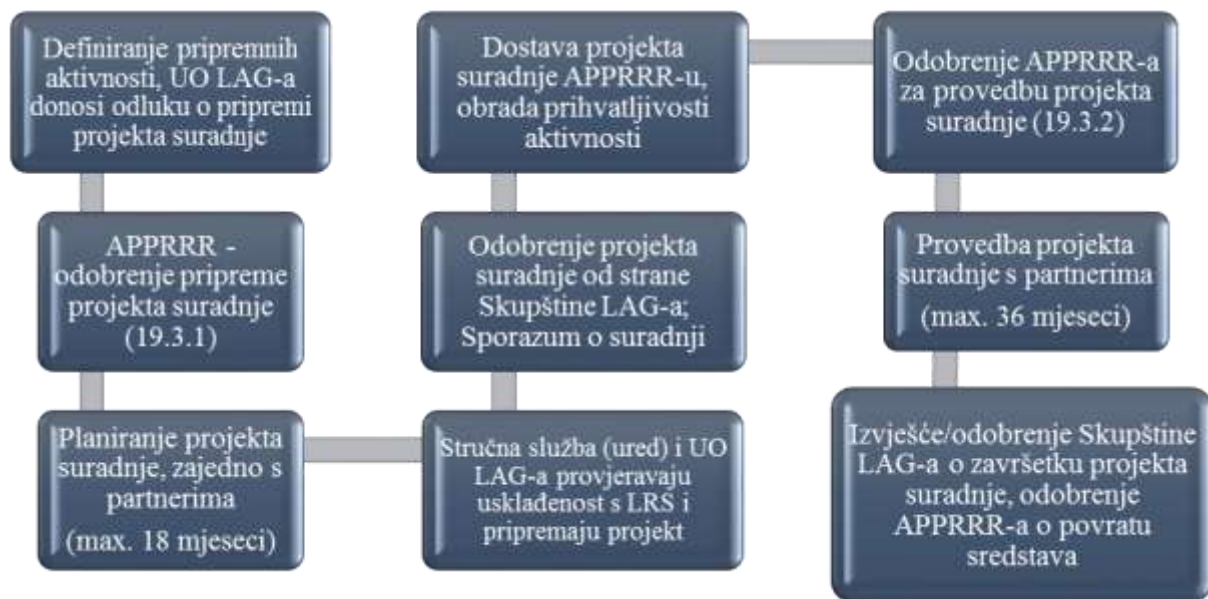 Definiranje pripremnih
aktivnosti, UO LAG-a
donosi odluku o pripremi
projekta suradnje
APPRRR -
odobrenje pripreme
projekta suradnje
(19.3.1)
Planiranje projekta
suradnje, zajedno s
partnerima
(max. 18 mjeseci)
Stručna služba (ured) i UO
LAG-a provjeravaju
usklađenost s LRS i
pripremaju projekt
Odobrenje projekta
suradnje od strane
Skupštine LAG-a;
Sporazum o suradnji
Dostava projekta
suradnje APPRRR-u,
obrada prihvatljivosti
aktivnosti
Odobrenje APPRRR-a
za provedbu projekta
suradnje (19.3.2)
Provedba projekta
suradnje s partnerima
(max. 36 mjeseci)
Izvješće/odobrenje Skupštine
LAG-a o završetku projekta
suradnje, odobrenje
APPRRR-a o povratu
sredstava